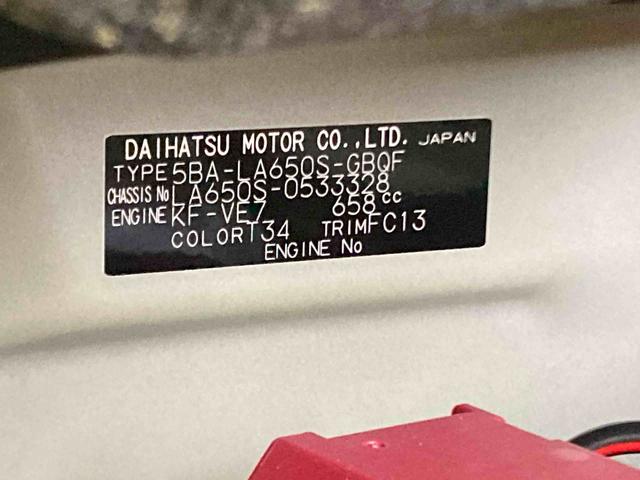 DAIHATSU MOTOR CO.,LTD. JAPAN
TYPE 5BA-LA650S-GBQF
CHASSIS No LA650S-0533328
ENGINE KF-VE7 658cc
COLOR T34 TRIM FC13
ENGINE No